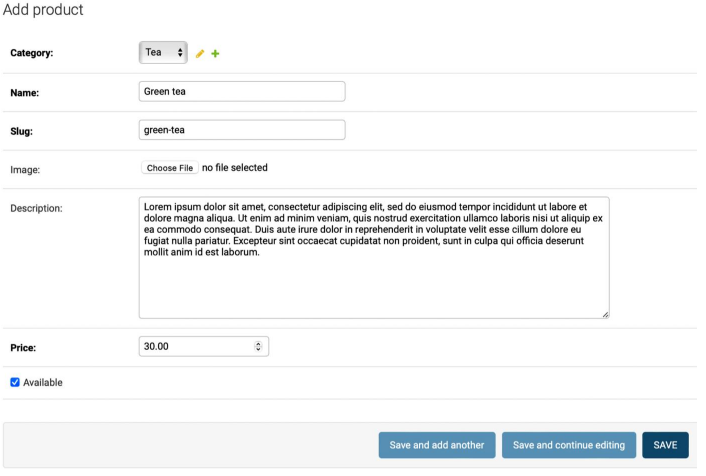 Add product
Category:
Tea
Name:
Green tea
Slug:
green-tea
Image:
Choose File no file selected
Description:
Lorem ipsum dolor sit amet, consectetur adipiscing elit, sed do eiusmod tempor incididunt ut labore et
dolore magna aliqua. Ut enim ad minim veniam, quis nostrud exercitation ullamco laboris nisi ut aliquip ex
ea commodo consequat. Duis aute irure dolor in reprehenderit in voluptate velit esse cillum dolore eu
fugiat nulla pariatur. Excepteur sint occaecat cupidatat non proident, sunt in culpa qui officia deserunt
mollit anim id est laborum.
Price:
30.00
Available
Save and add another
Save and continue editing
SAVE